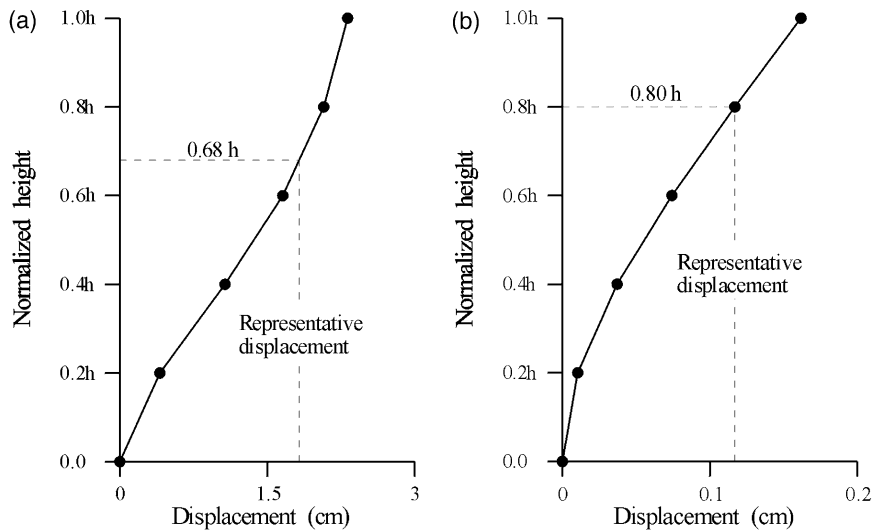 (a)
1.0h
0.8h
0.68 h
0.6h
0.4h
0.2h
0.0
Normalized height
Representative
displacement
0
1.5
3
Displacement (cm)
(b)
1.0h
0.8h
0.80 h
0.6h
0.4h
0.2h
0.0
Normalized height
Representative
displacement
0
0.1
0.2
Displacement (cm)